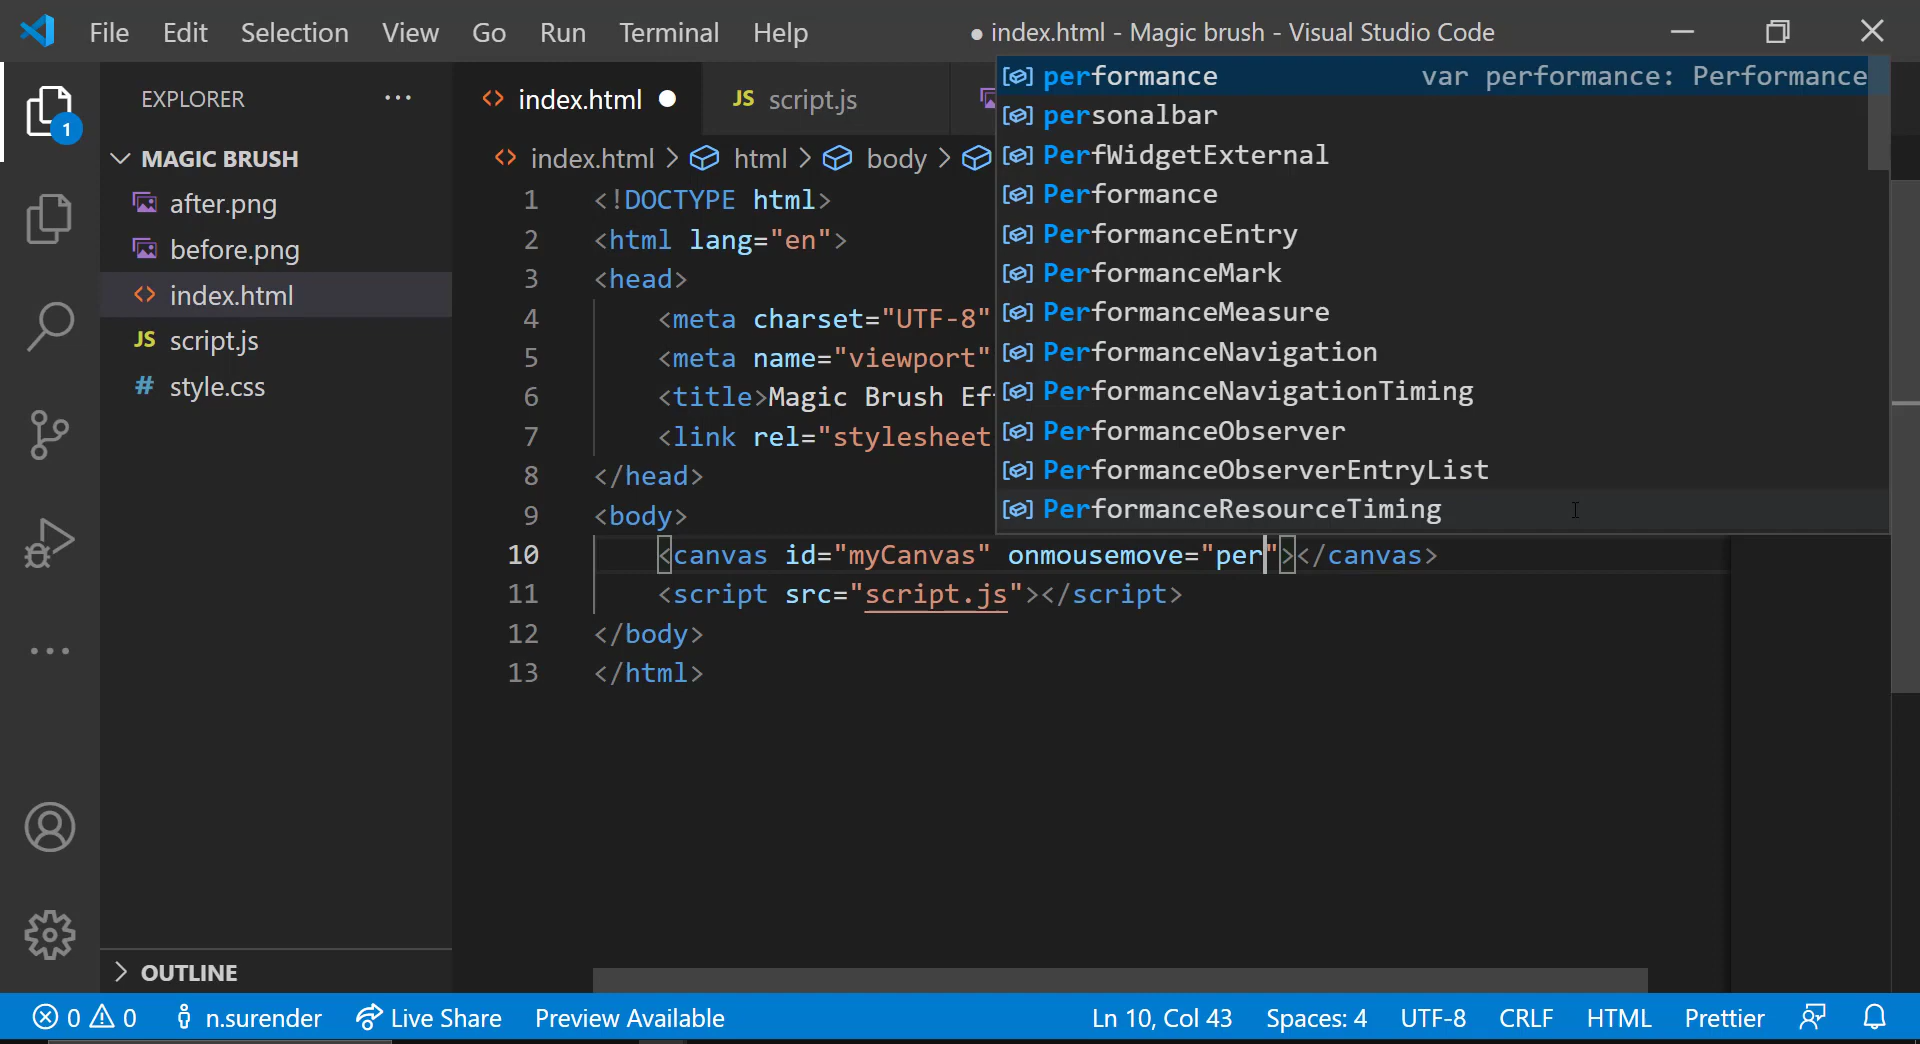 File Edit Selection View Go Run Terminal Help ● index.html - Magic brush - Visual Studio Code
EXPLORER ···
1
MAGIC BRUSH
after.png
before.png
index.html
JS script.js
# style.css
OUTLINE
index.html ● JS script.js
index.html > html > body >
1 <!DOCTYPE html>
2 <html lang="en">
3 <head>
4 <meta charset="UTF-8"
5 <meta name="viewport"
6 <title>Magic Brush Ef
7 <link rel="stylesheet
8 </head>
9 <body>
10 <canvas id="myCanvas" onmousemove="per"></canvas>
11 <script src="script.js"></script>
12 </body>
13 </html>
performance var performance: Performance
personalbar
PerfWidgetExternal
Performance
PerformanceEntry
PerformanceMark
PerformanceMeasure
PerformanceNavigation
PerformanceNavigationTiming
PerformanceObserver
PerformanceObserverEntryList
PerformanceResourceTiming
0 0 n.surender Live Share Preview Available Ln 10, Col 43 Spaces: 4 UTF-8 CRLF HTML Prettier